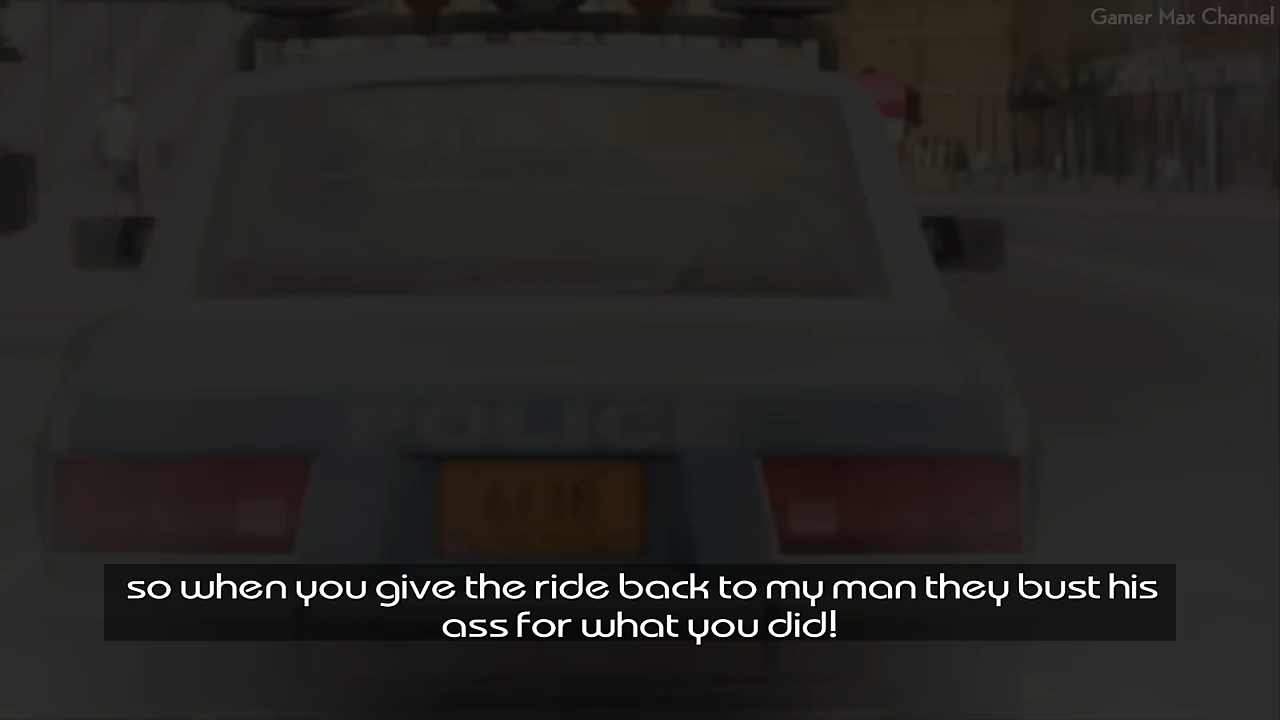 Gamer Max Channel
POLICE
so when you give the ride back to my man they bust his
ass for what you did!